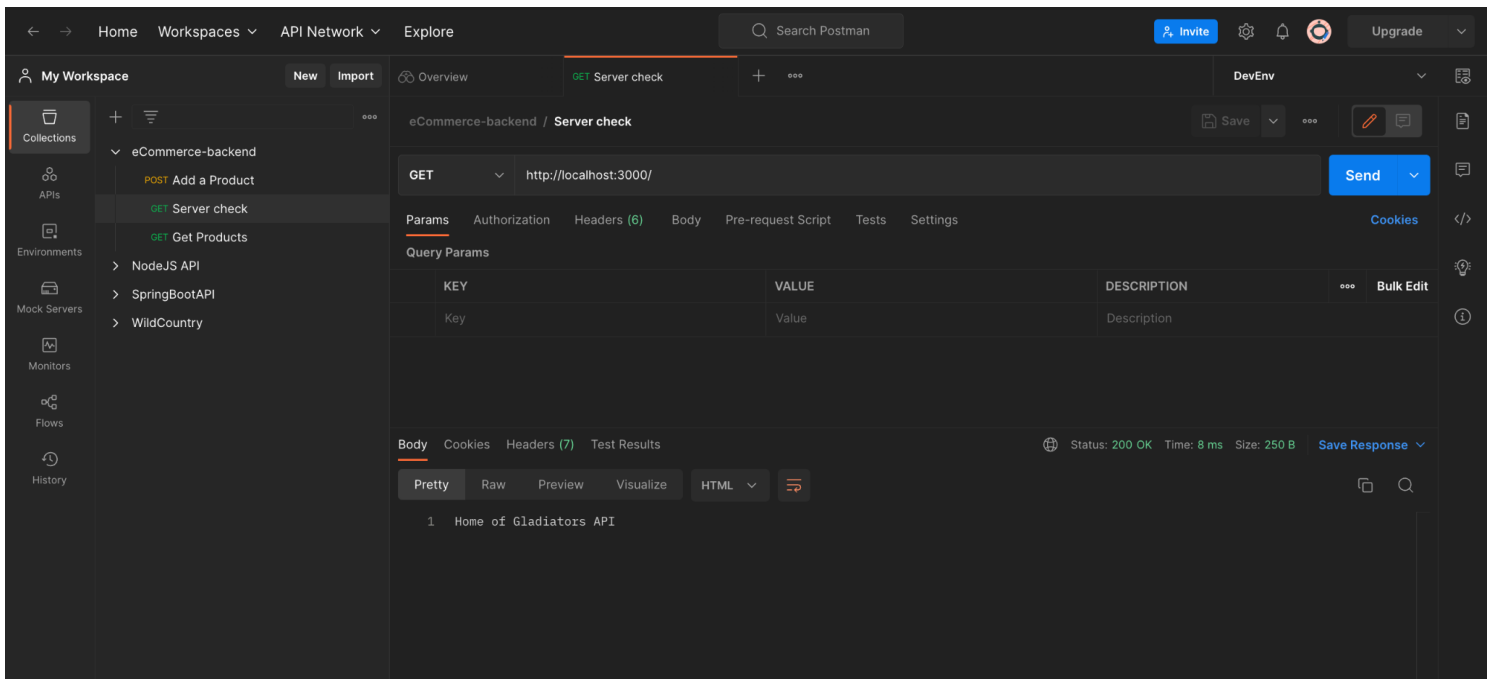 Home Workspaces API Network Explore Search Postman Invite Upgrade
My Workspace New Import Overview GET Server check DevEnv
Collections
APIs
Environments
Mock Servers
Monitors
Flows
History
eCommerce-backend
POST Add a Product
GET Server check
GET Get Products
NodeJS API
SpringBootAPI
WildCountry
eCommerce-backend / Server check Save
GET http://localhost:3000/ Send
Params Authorization Headers (6) Body Pre-request Script Tests Settings Cookies
Query Params
KEY VALUE DESCRIPTION Bulk Edit
Key Value Description
Body Cookies Headers (7) Test Results Status: 200 OK Time: 8 ms Size: 250 B Save Response
Pretty Raw Preview Visualize HTML
1 Home of Gladiators API